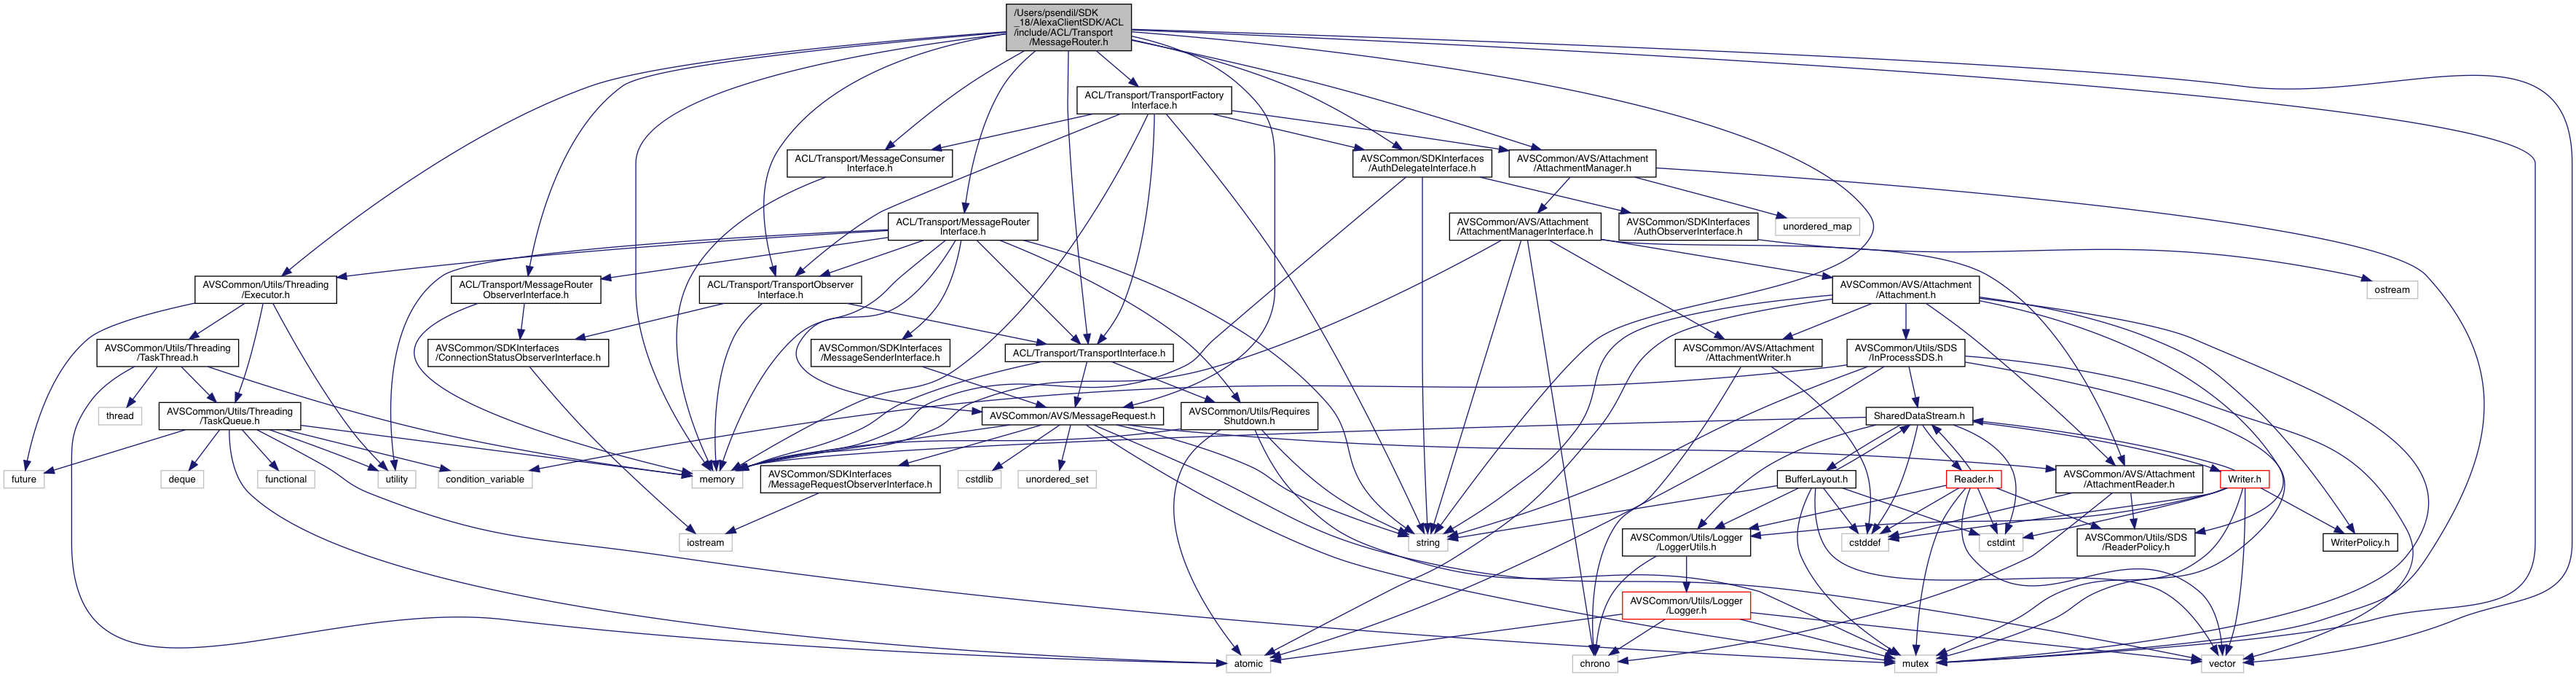 /Users/psendil/SDK
_18/AlexaClientSDK/ACL
/include/ACL/Transport
/MessageRouter.h
ACL/Transport/TransportFactory
Interface.h
ACL/Transport/MessageConsumer
Interface.h
AVSCommon/SDKInterfaces
/AuthDelegateInterface.h
AVSCommon/AVS/Attachment
/AttachmentManager.h
ACL/Transport/MessageRouter
Interface.h
AVSCommon/AVS/Attachment
/AttachmentManagerInterface.h
AVSCommon/SDKInterfaces
/AuthObserverInterface.h
unordered_map
AVSCommon/Utils/Threading
/Executor.h
ACL/Transport/MessageRouter
ObserverInterface.h
ACL/Transport/TransportObserver
Interface.h
AVSCommon/AVS/Attachment
/Attachment.h
ostream
AVSCommon/Utils/Threading
/TaskThread.h
AVSCommon/SDKInterfaces
/ConnectionStatusObserverInterface.h
AVSCommon/SDKInterfaces
/MessageSenderInterface.h
ACL/Transport/TransportInterface.h
AVSCommon/AVS/Attachment
/AttachmentWriter.h
AVSCommon/Utils/SDS
/InProcessSDS.h
thread
AVSCommon/Utils/Threading
/TaskQueue.h
AVSCommon/AVS/MessageRequest.h
AVSCommon/Utils/Requires
Shutdown.h
SharedDataStream.h
future
deque
functional
utility
condition_variable
memory
AVSCommon/SDKInterfaces
/MessageRequestObserverInterface.h
cstdlib
unordered_set
BufferLayout.h
Reader.h
AVSCommon/AVS/Attachment
/AttachmentReader.h
Writer.h
iostream
string
AVSCommon/Utils/Logger
/LoggerUtils.h
cstddef
cstdint
AVSCommon/Utils/SDS
/ReaderPolicy.h
WriterPolicy.h
AVSCommon/Utils/Logger
/Logger.h
atomic
chrono
mutex
vector